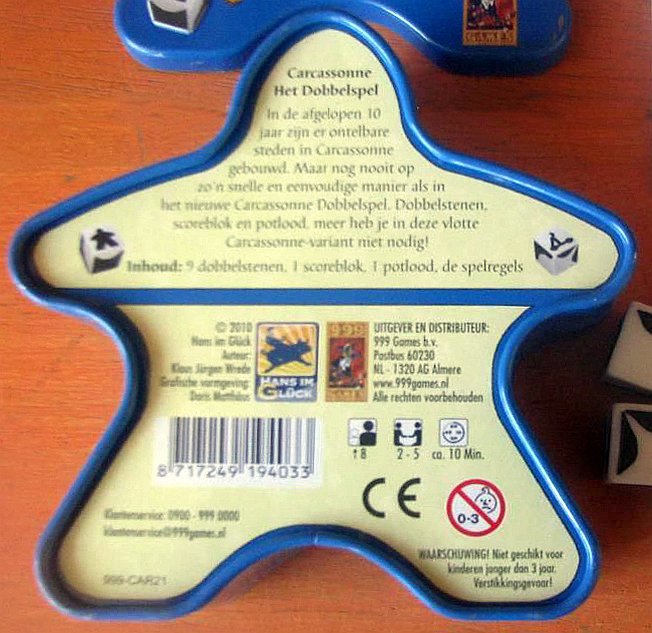 Carcassonne
Het Dobbelspel
In de afgelopen 10
jaar zijn er ontelbare
steden in Carcassonne
gebouwd. Maar nog nooit op
zo'n snelle en eenvoudige manier als in
het nieuwe Carcassonne Dobbelspel. Dobbelstenen,
scoreblok en potlood, meer heb je in deze vlotte
Carcassonne-variant niet nodig!
Inhoud: 9 dobbelstenen, 1 scoreblok, 1 potlood, de spelregels
© 2010
Hans im Glück
Auteur:
Klaus Jürgen Wrede
Grafische vormgeving:
Doris Matthäus
HANS IM
GLÜCK
999
GAMES
UITGEVER EN DISTRIBUTEUR:
999 Games b.v.
Postbus 60230
NL - 1320 AG Almere
www.999games.nl
Alle rechten voorbehouden
8 717249 194033
↑8
2 - 5
ca. 10 Min.
CE
0-3
Klantenservice: 0900 - 999 0000
klantenservice@999games.nl
WAARSCHUWING! Niet geschikt voor
kinderen jonger dan 3 jaar.
Verstikkingsgevaar!
999-CAR21